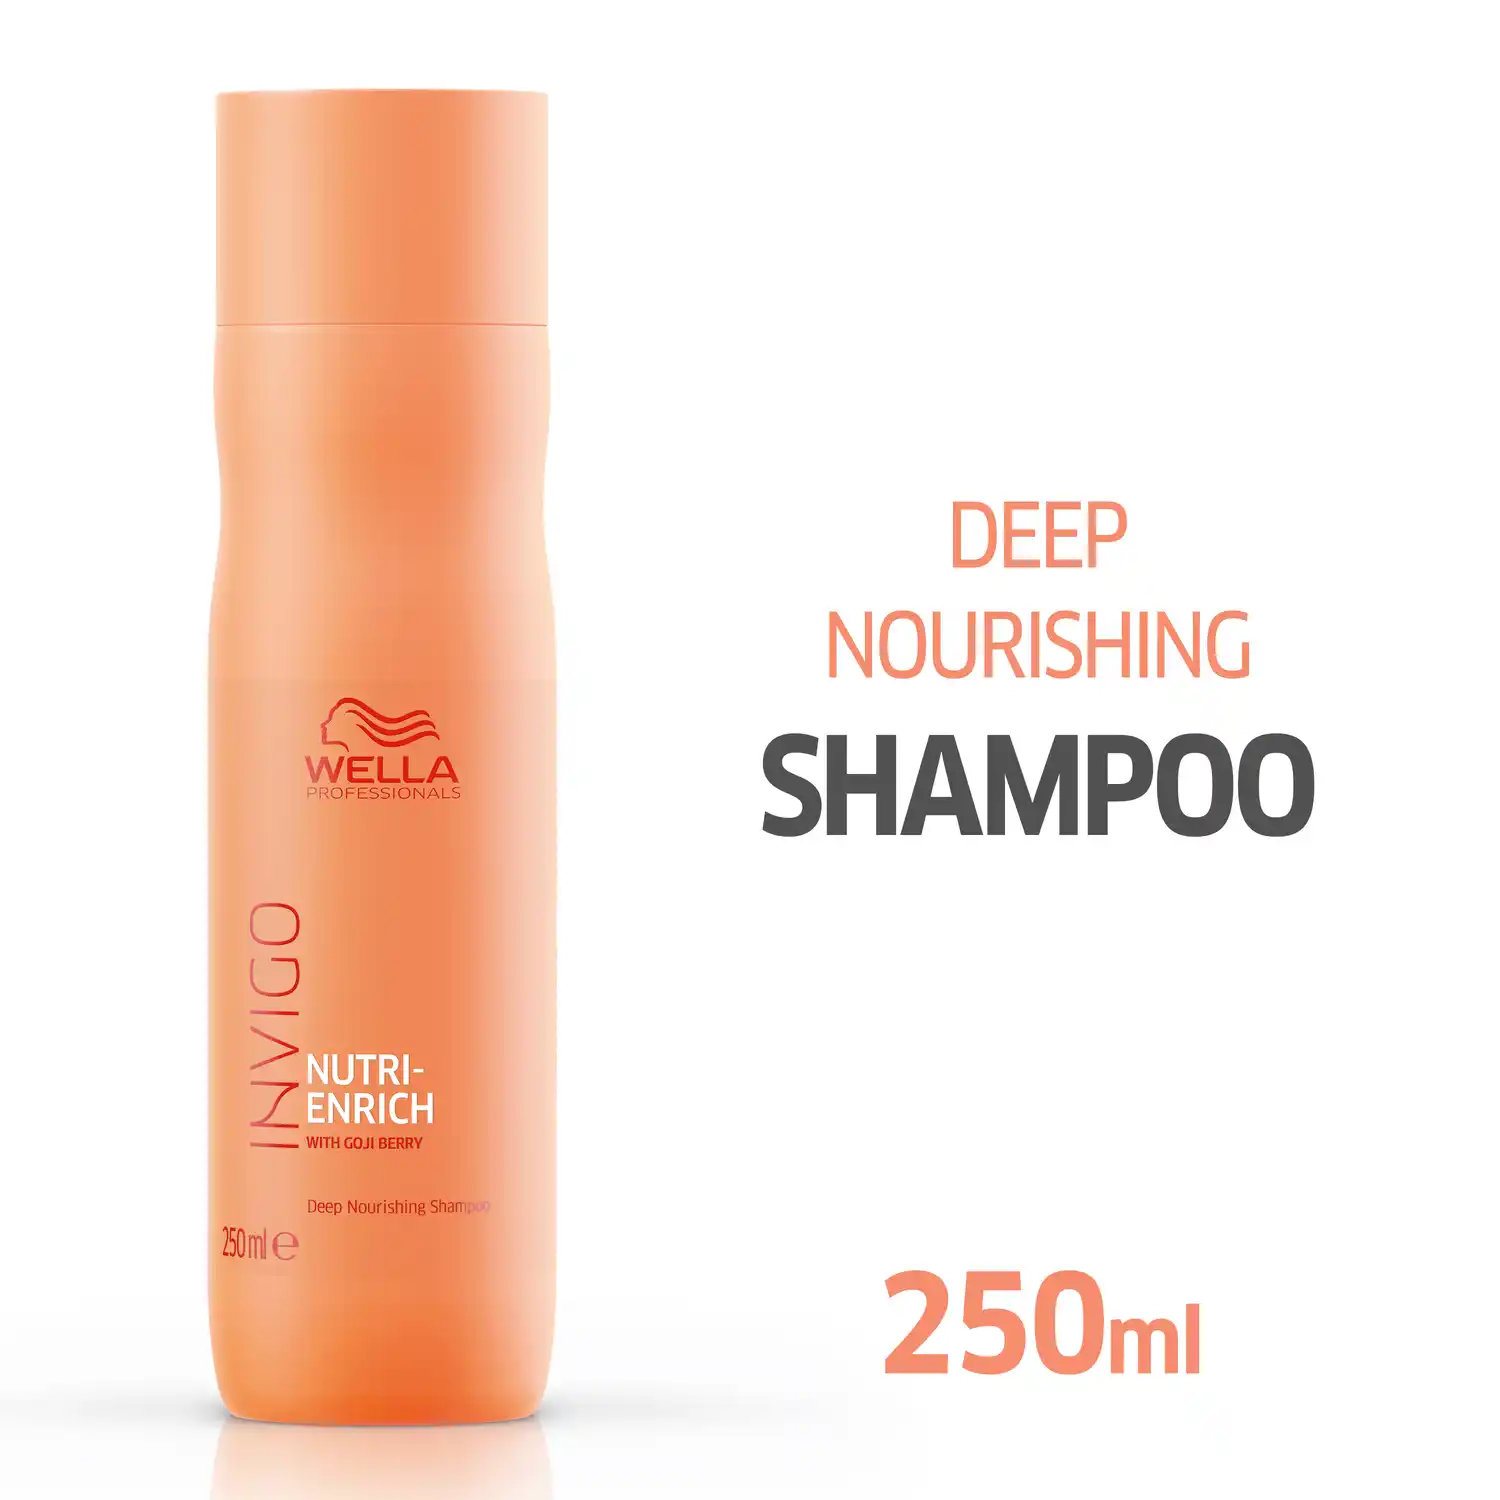 WELLA
PROFESSIONALS
INVIGO
NUTRI-
ENRICH
WITH GOJI BERRY
Deep Nourishing Shampoo
250ml℮
DEEP
NOURISHING
SHAMPOO
250ml